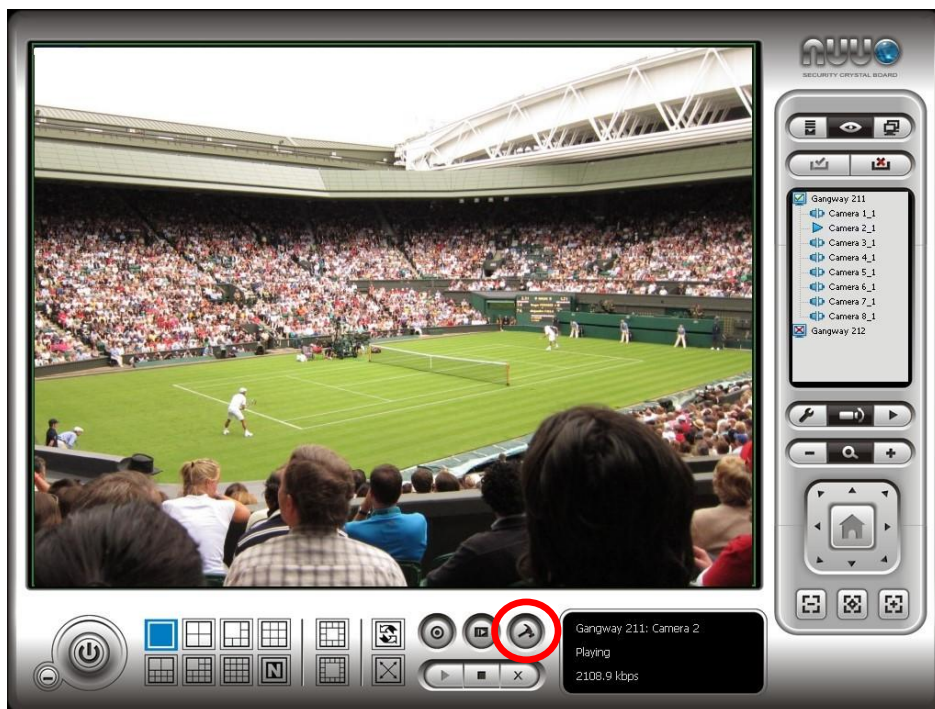 NUUO
SECURITY CRYSTAL BOARD
Gangway 211
Camera 1_1
Camera 2_1
Camera 3_1
Camera 4_1
Camera 5_1
Camera 6_1
Camera 7_1
Camera 8_1
Gangway 212
N
Gangway 211: Camera 2
Playing
2108.9 kbps